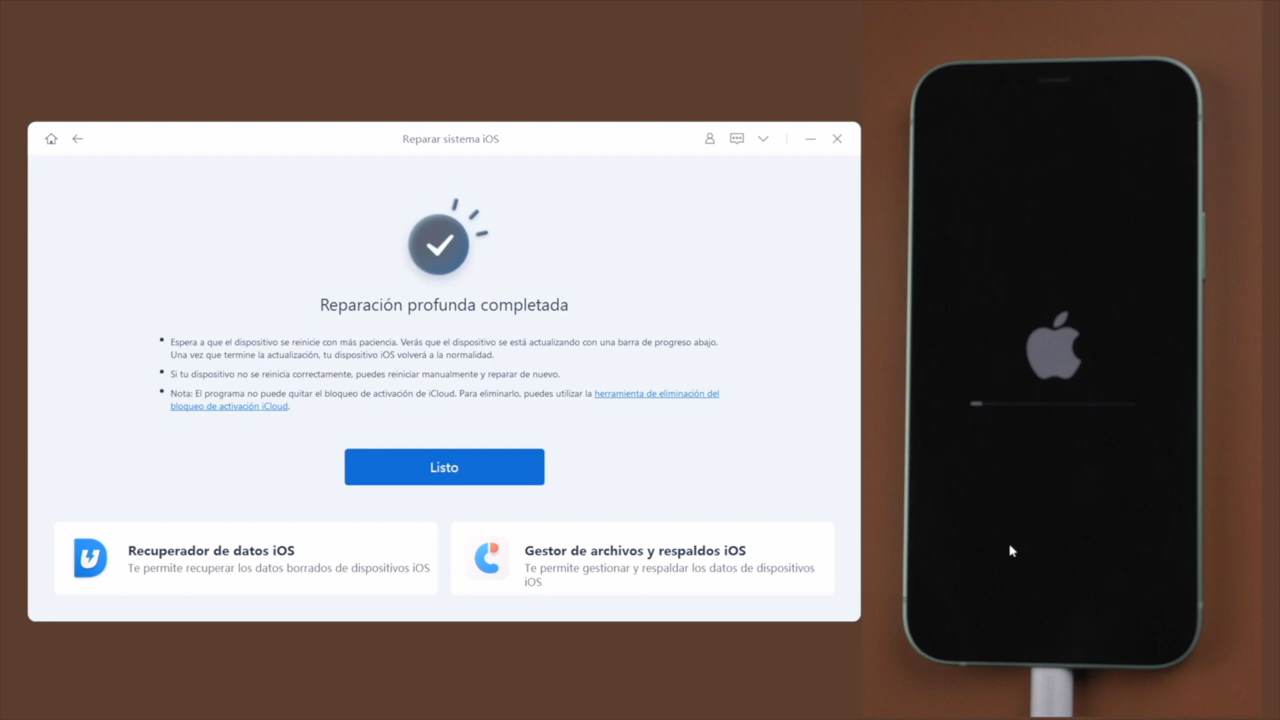 Reparar sistema iOS
Reparación profunda completada
Espera a que el dispositivo se reinicie con más paciencia. Verás que el dispositivo se está actualizando con una barra de progreso abajo.
Una vez que termine la actualización, tu dispositivo iOS volverá a la normalidad.
Si tu dispositivo no se reinicia correctamente, puedes reiniciar manualmente y reparar de nuevo.
Nota: El programa no puede quitar el bloqueo de activación de iCloud. Para eliminarlo, puedes utilizar la herramienta de eliminación del
bloqueo de activación iCloud.
Listo
Recuperador de datos iOS
Te permite recuperar los datos borrados de dispositivos iOS
Gestor de archivos y respaldos iOS
Te permite gestionar y respaldar los datos de dispositivos
iOS